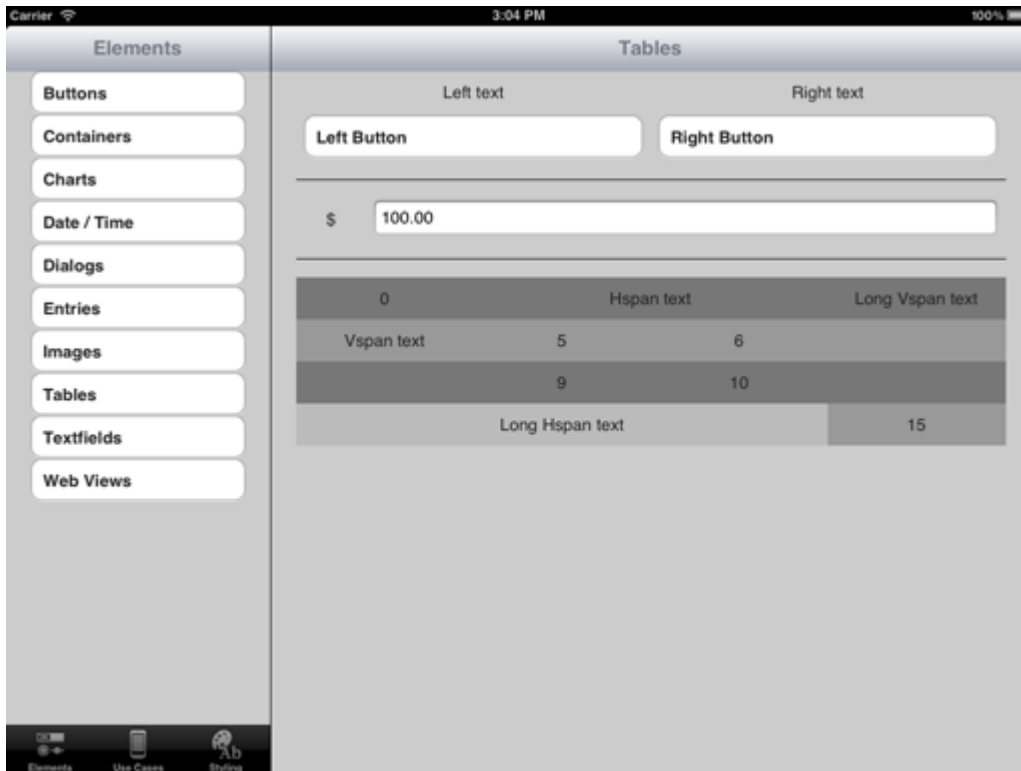 Carrier 3:04 PM 100%
Elements
Tables
Buttons
Containers
Charts
Date / Time
Dialogs
Entries
Images
Tables
Textfields
Web Views
Left text Right text
Left Button Right Button
$ 100.00
0 Hspan text Long Vspan text
Vspan text 5 6
9 10
Long Hspan text 15
Ab
Elements Use Cases Styling